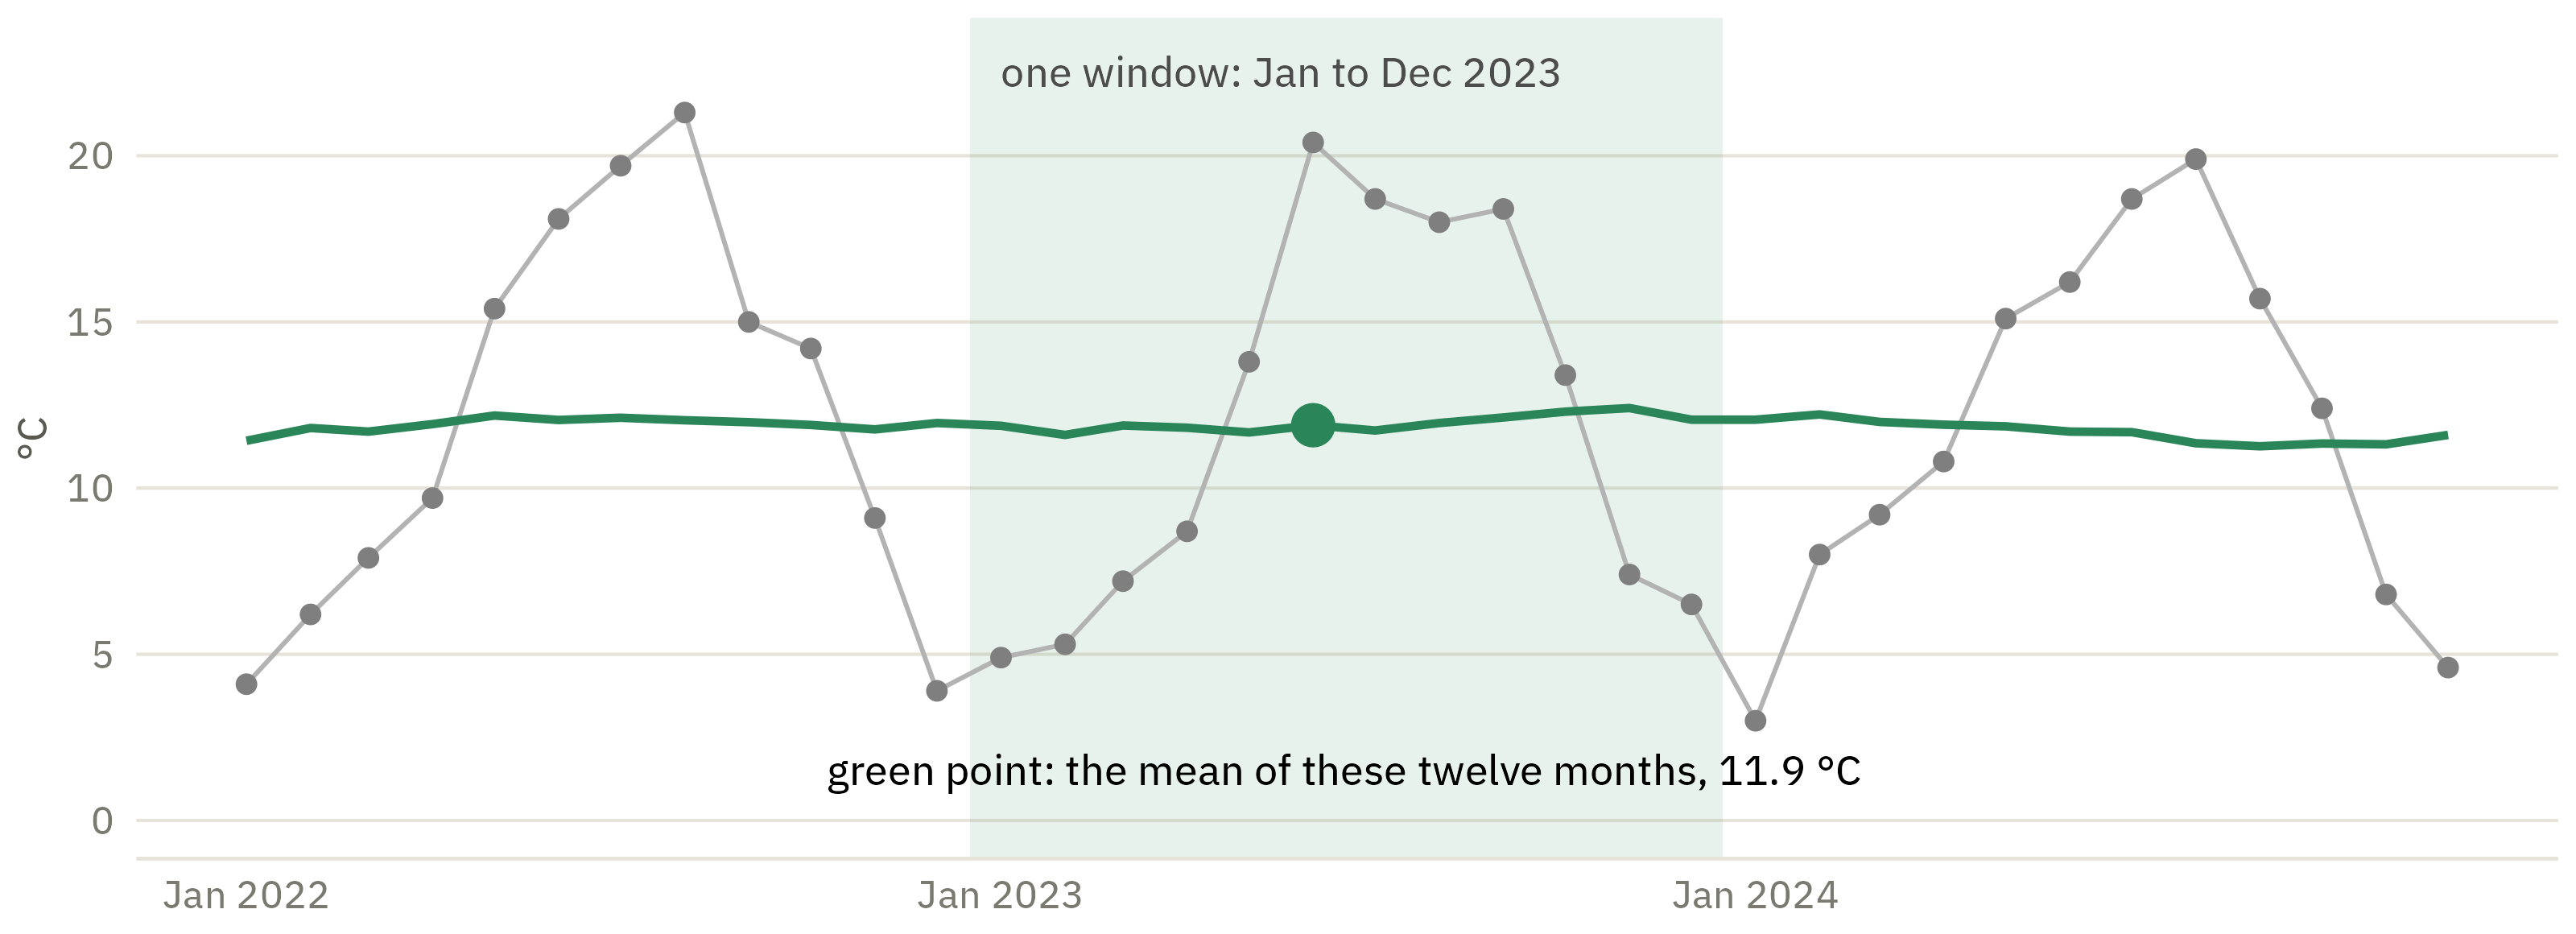 one window: Jan to Dec 2023
20
15
10
5
0
°C
green point: the mean of these twelve months, 11.9 °C
Jan 2022
Jan 2023
Jan 2024